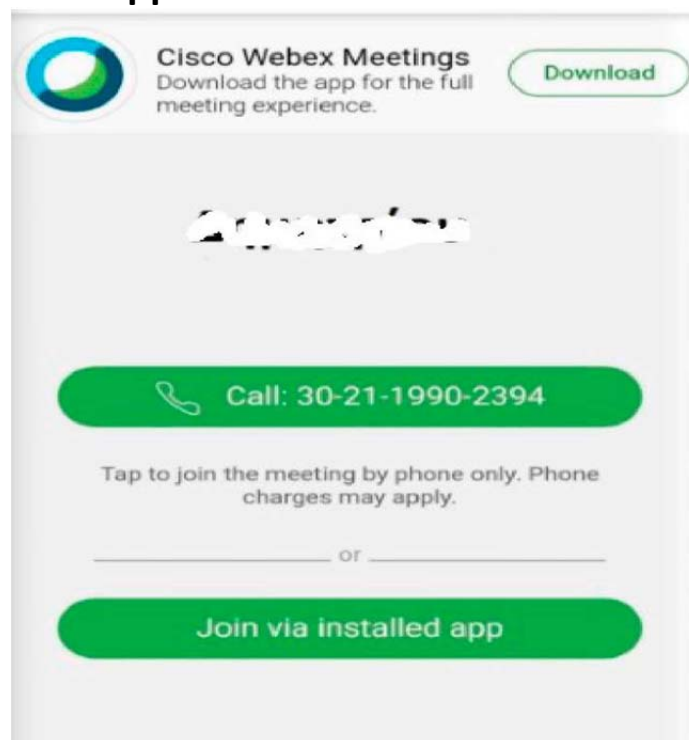 Cisco Webex Meetings
Download the app for the full
meeting experience.
Download
Call: 30-21-1990-2394
Tap to join the meeting by phone only. Phone
charges may apply.
or
Join via installed app